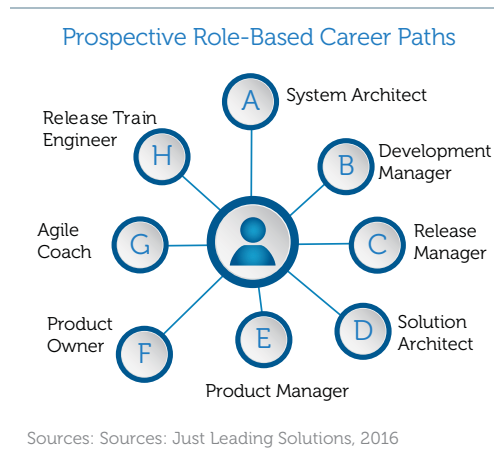 Prospective Role-Based Career Paths
A
System Architect
B
Development
Manager
C
Release
Manager
D
Solution
Architect
E
Product Manager
F
Product
Owner
G
Agile
Coach
H
Release Train
Engineer
Sources: Sources: Just Leading Solutions, 2016